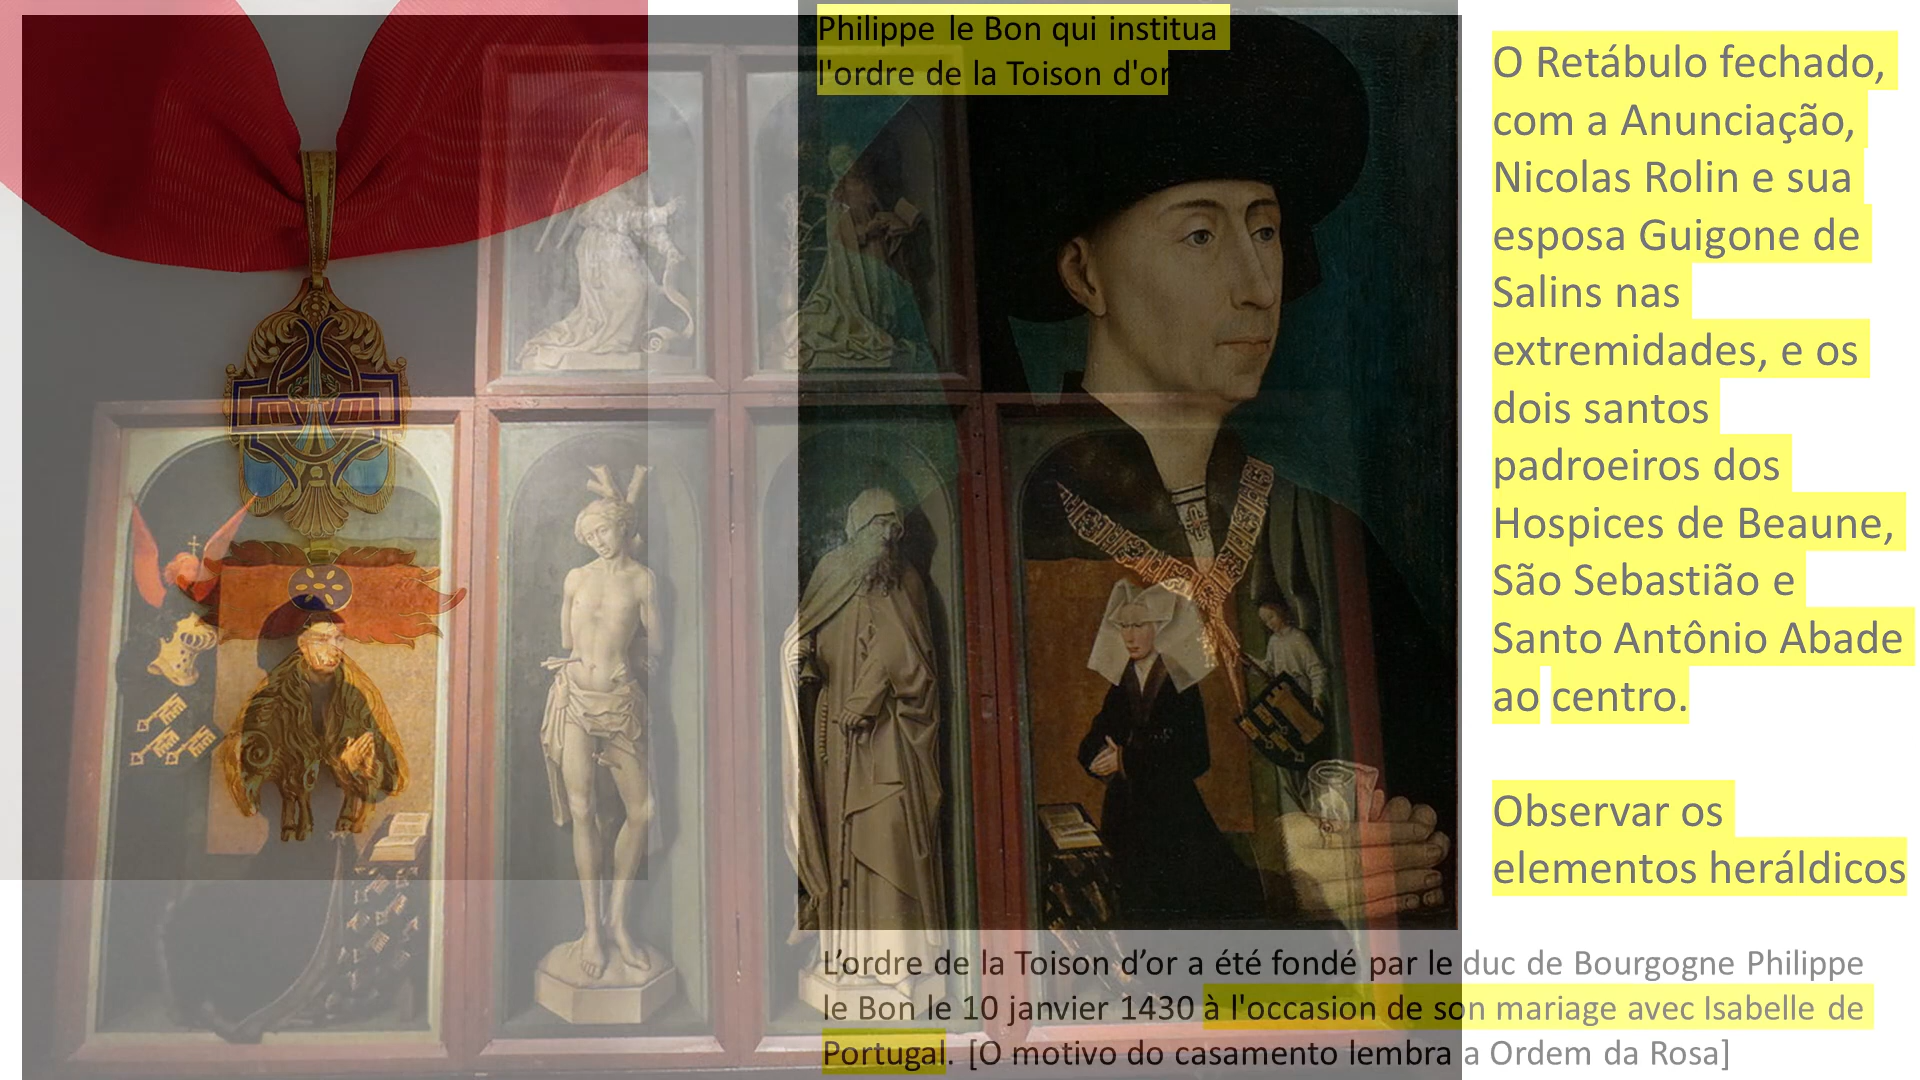 Philippe le Bon qui institua
l'ordre de la Toison d'or
O Retábulo fechado,
com a Anunciação,
Nicolas Rolin e sua
esposa Guigone de
Salins nas
extremidades, e os
dois santos
padroeiros dos
Hospices de Beaune,
São Sebastião e
Santo Antônio Abade
ao centro.
Observar os
elementos heráldicos
L’ordre de la Toison d’or a été fondé par le duc de Bourgogne Philippe
le Bon le 10 janvier 1430 à l'occasion de son mariage avec Isabelle de
Portugal. [O motivo do casamento lembra a Ordem da Rosa]